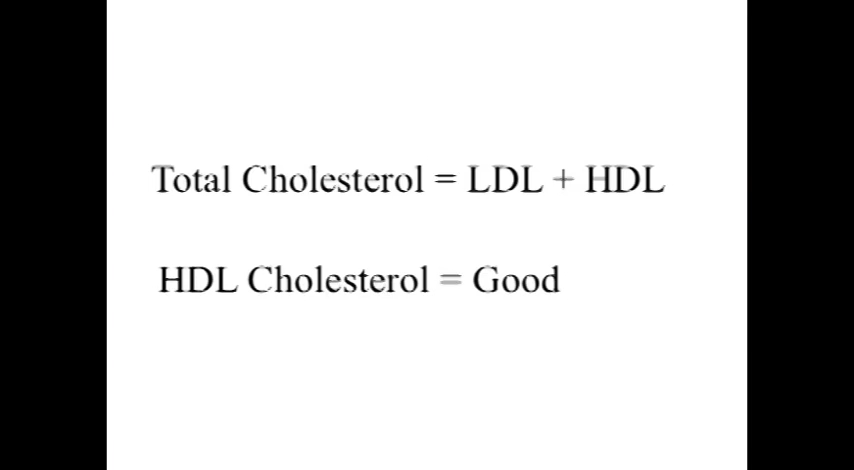 Total Cholesterol = LDL + HDL
HDL Cholesterol = Good